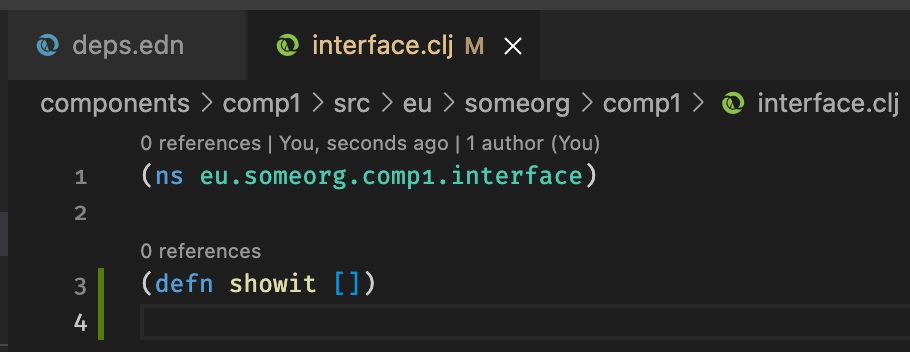 deps.edn interface.clj M
components > comp1 > src > eu > someorg > comp1 > interface.clj
0 references | You, seconds ago | 1 author (You)
1 (ns eu.someorg.comp1.interface)
2
0 references
3 (defn showit [])
4